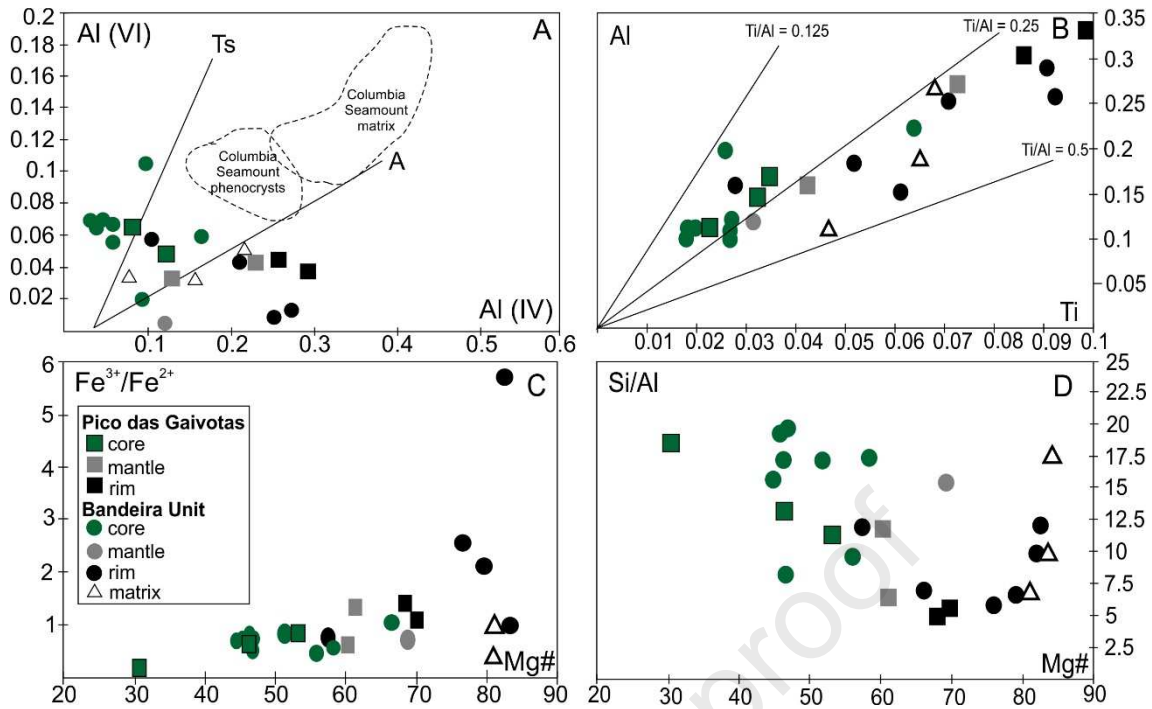 Al (VI)
A
Ts
Columbia
Seamount
matrix
Columbia
Seamount
phenocrysts
A
Al (IV)
0.2
0.18
0.16
0.14
0.12
0.1
0.08
0.06
0.04
0.02
0.1
0.2
0.3
0.4
0.5
0.6
Al
B
Ti/Al = 0.125
Ti/Al = 0.25
Ti/Al = 0.5
Ti
0.35
0.3
0.25
0.2
0.15
0.1
0.05
0.01
0.02
0.03
0.04
0.05
0.06
0.07
0.08
0.09
0.1
Fe³⁺/Fe²⁺
C
Pico das Gaivotas
core
mantle
rim
Bandeira Unit
core
mantle
rim
matrix
Mg#
6
5
4
3
2
1
20
30
40
50
60
70
80
90
Si/Al
D
Mg#
25
22.5
20
17.5
15
12.5
10
7.5
5
2.5
20
30
40
50
60
70
80
90
proof